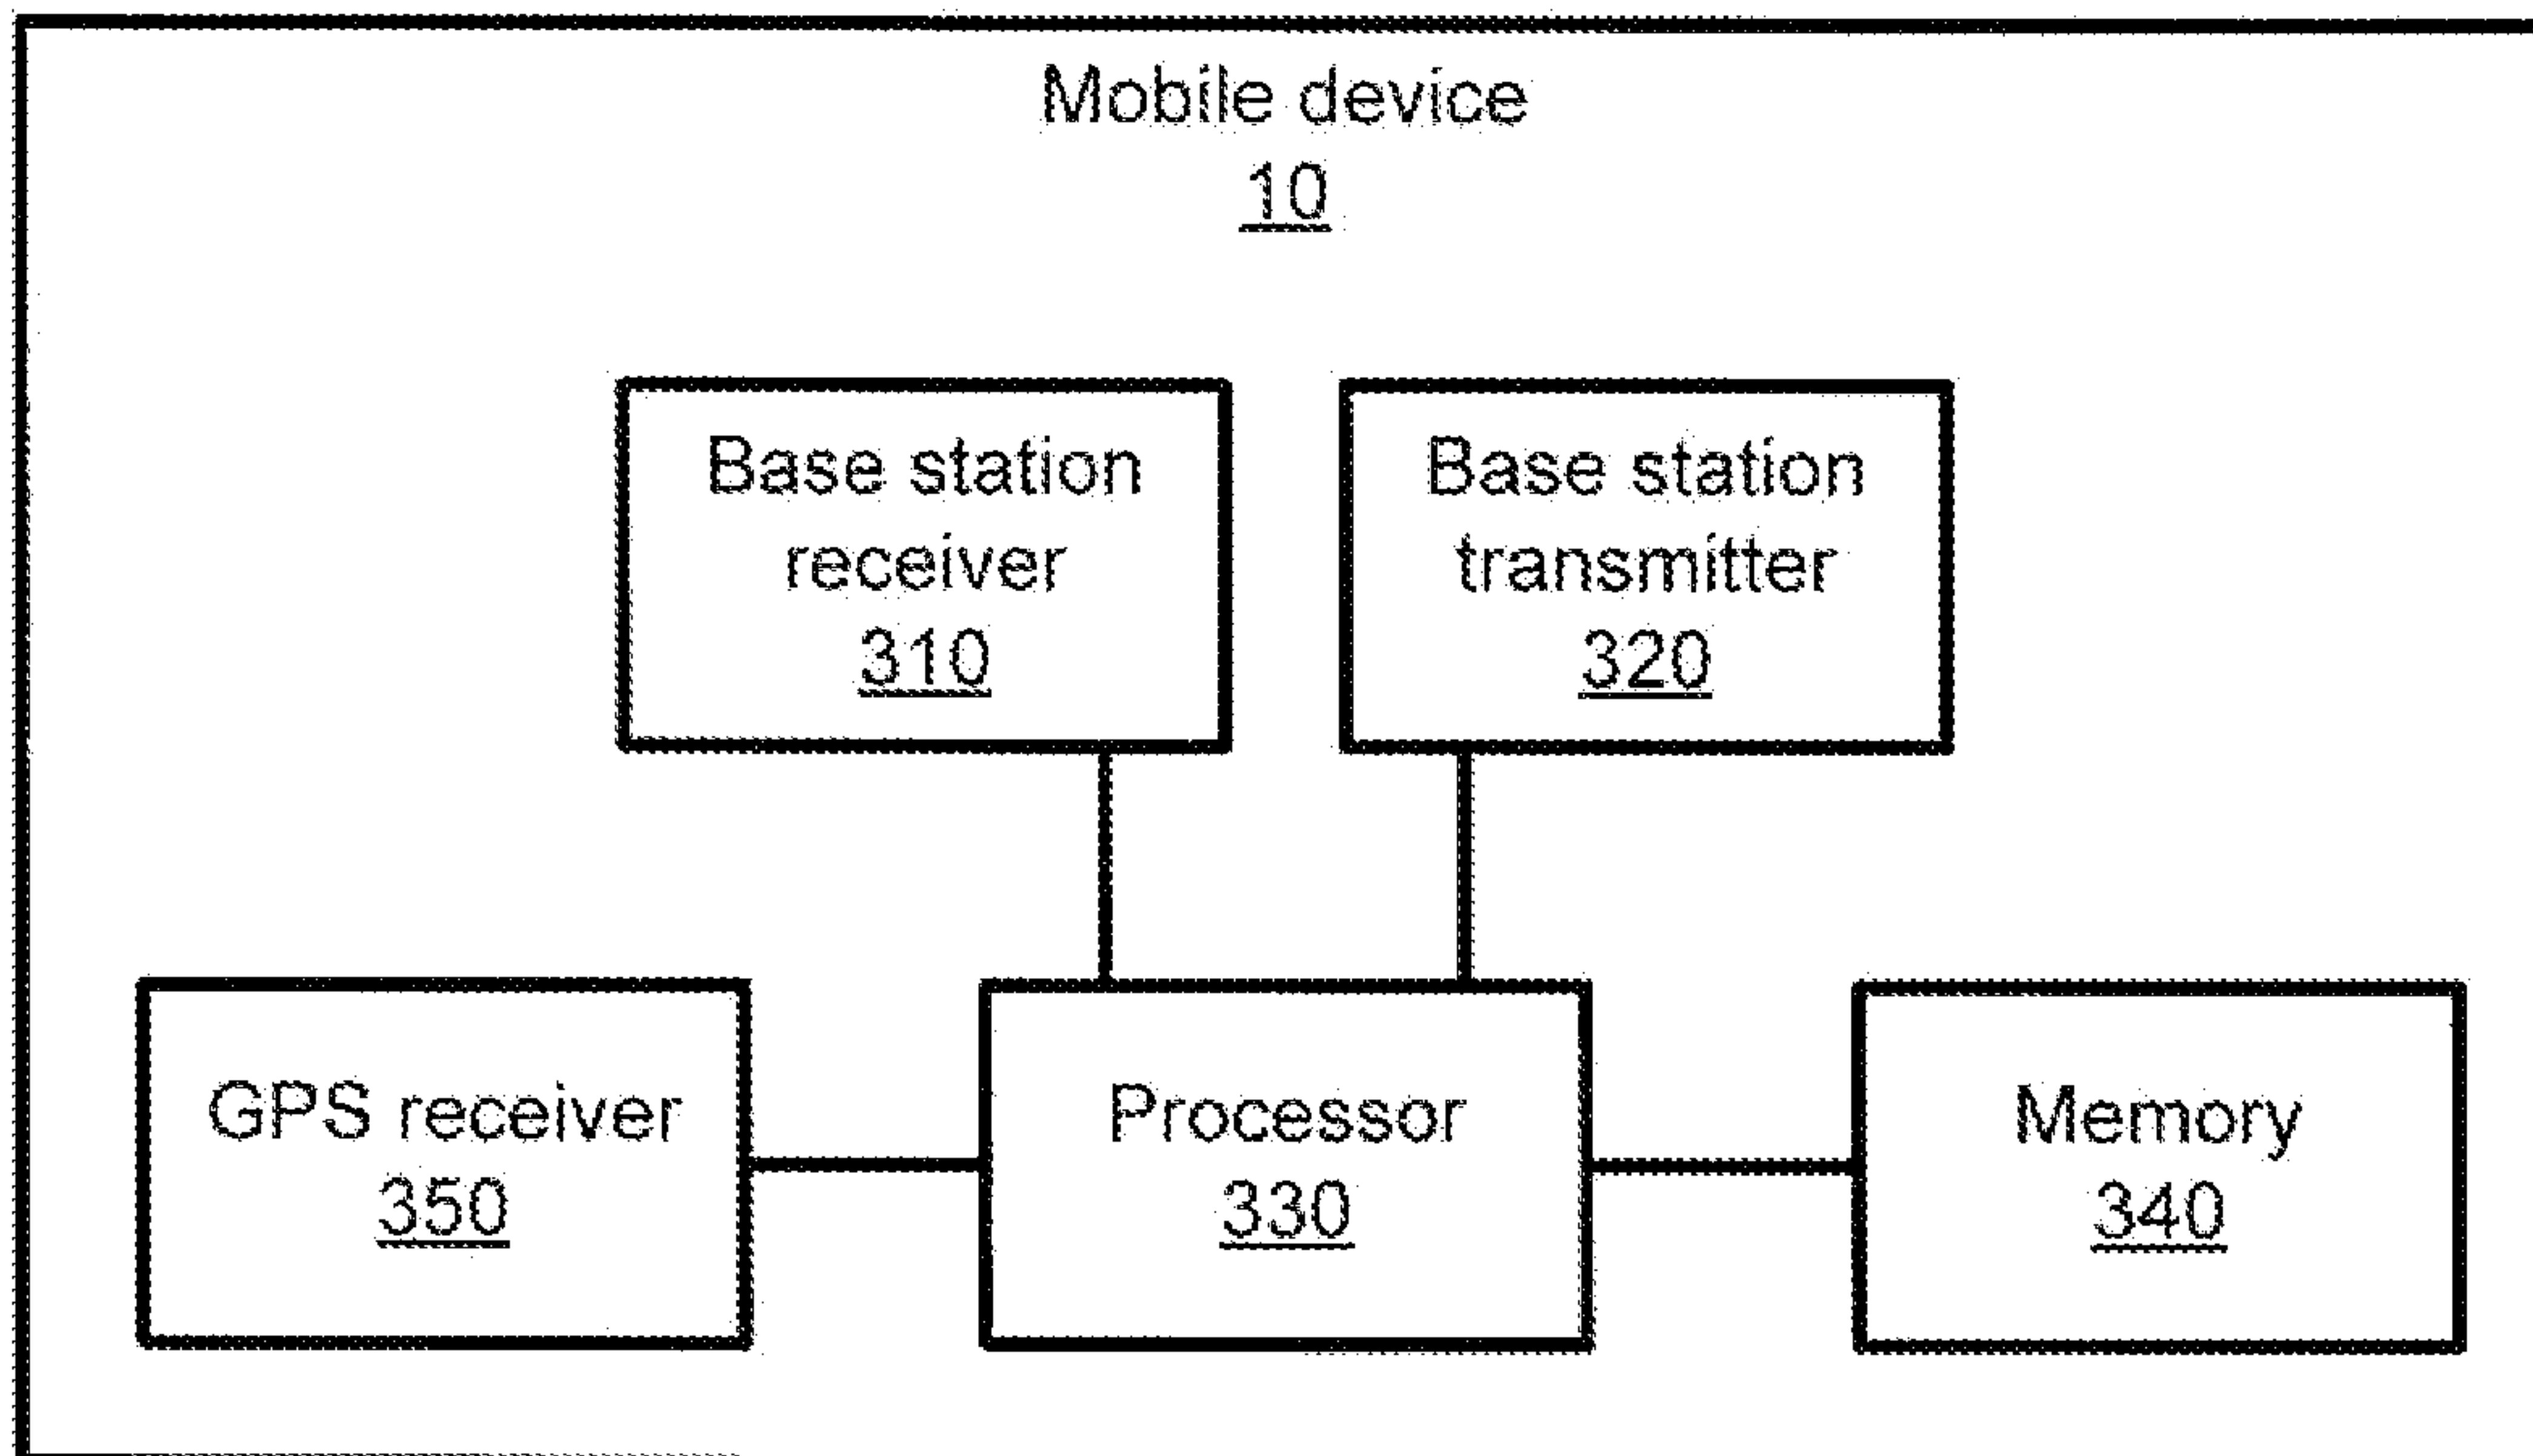 Mobile device
10
Base station
receiver
310
Base station
transmitter
320
GPS receiver
350
Processor
330
Memory
340